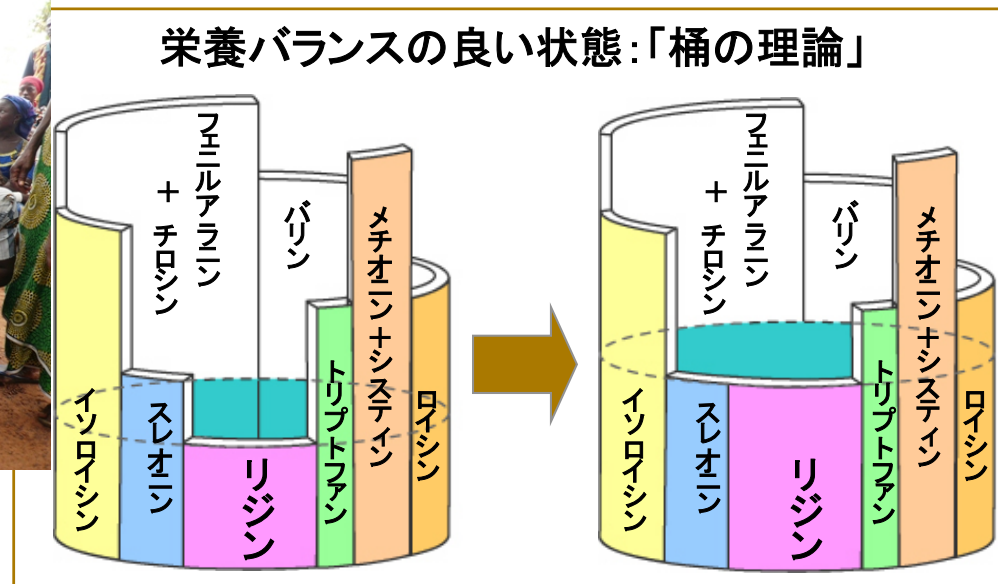 栄養バランスの良い状態:「桶の理論」
フェニルアラニン
+ チロシン
バリン
メチオニン+システィン
イソロイシン
スレオニン
リジン
トリプトファン
ロイシン
フェニルアラニン
+ チロシン
バリン
メチオニン+システィン
イソロイシン
スレオニン
リジン
トリプトファン
ロイシン